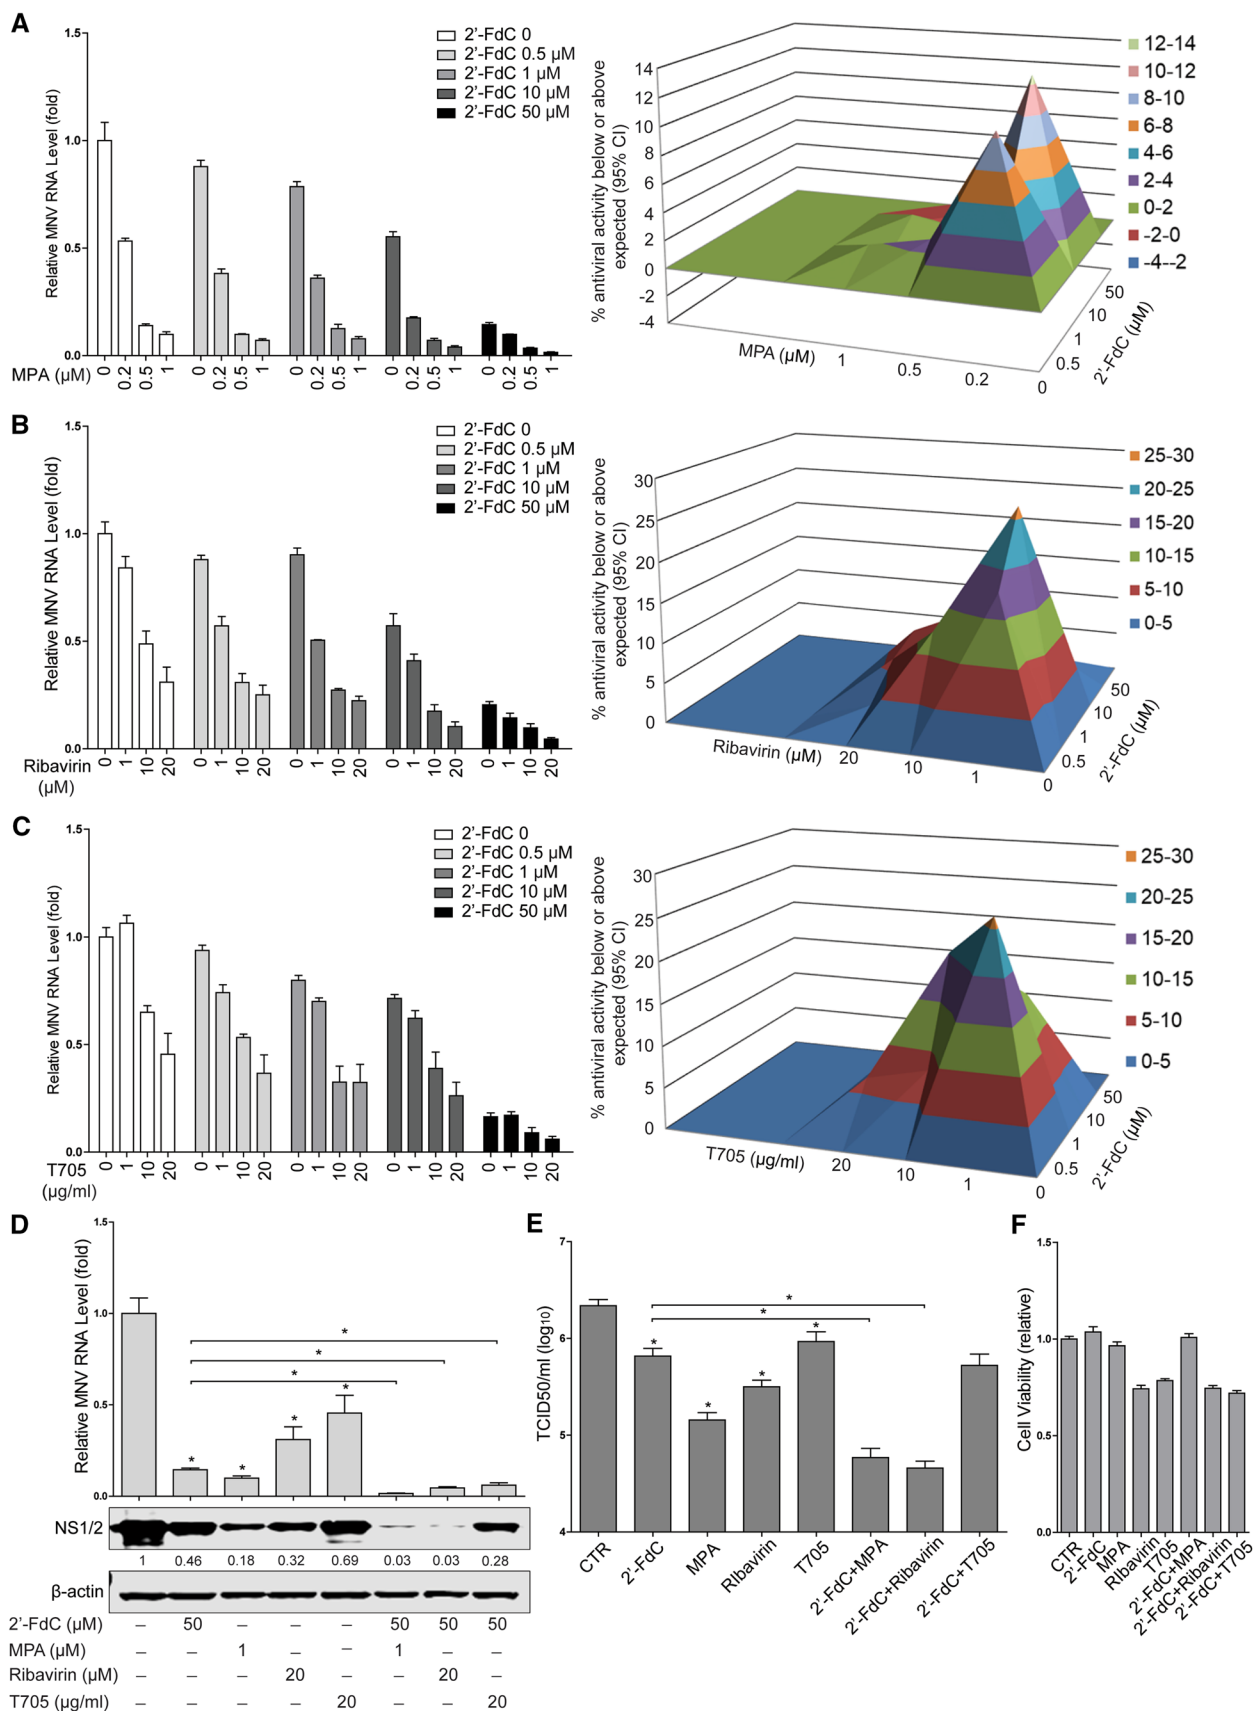 A
1.5
1.0
0.5
0.0
Relative MNV RNA Level (fold)
2'-FdC 0
2'-FdC 0.5 µM
2'-FdC 1 µM
2'-FdC 10 µM
2'-FdC 50 µM
0 0.2 0.5 1 0 0.2 0.5 1 0 0.2 0.5 1 0 0.2 0.5 1 0 0.2 0.5 1
MPA (µM)
% antiviral activity below or above
expected (95% CI)
14
12
10
8
6
4
2
0
-2
-4
MPA (µM) 1 0.5 0.2 0
50
10
1
0.5
2'-FdC (µM)
12-14
10-12
8-10
6-8
4-6
2-4
0-2
-2-0
-4--2
B
1.5
1.0
0.5
0.0
Relative MNV RNA Level (fold)
2'-FdC 0
2'-FdC 0.5 µM
2'-FdC 1 µM
2'-FdC 10 µM
2'-FdC 50 µM
0 1 10 20 0 1 10 20 0 1 10 20 0 1 10 20 0 1 10 20
Ribavirin
(µM)
% antiviral activity below or above
expected (95% CI)
30
25
20
15
10
5
0
Ribavirin (µM) 20 10 1 0
50
10
1
0.5
2'-FdC (µM)
25-30
20-25
15-20
10-15
5-10
0-5
C
1.5
1.0
0.5
0.0
Relative MNV RNA Level (fold)
2'-FdC 0
2'-FdC 0.5 µM
2'-FdC 1 µM
2'-FdC 10 µM
2'-FdC 50 µM
0 1 10 20 0 1 10 20 0 1 10 20 0 1 10 20 0 1 10 20
T705
(µg/ml)
% antiviral activity below or above
expected (95% CI)
30
25
20
15
10
5
0
T705 (µg/ml) 20 10 1 0
50
10
1
0.5
2'-FdC (µM)
25-30
20-25
15-20
10-15
5-10
0-5
D
1.5
1.0
0.5
0.0
Relative MNV RNA Level (fold)
*
*
*
* * * *
NS1/2
1 0.46 0.18 0.32 0.69 0.03 0.03 0.28
β-actin
2'-FdC (µM) – 50 – – – 50 50 50
MPA (µM) – – 1 – – 1 – –
Ribavirin (µM) – – – 20 – – 20 –
T705 (µg/ml) – – – – 20 – – 20
E
7
6
5
4
TCID50/ml (log10)
*
*
* * * *
CTR 2'-FdC MPA RIbavirin T705 2'-FdC+MPA 2'-FdC+Ribavirin 2'-FdC+T705
F
1.5
1.0
0.5
0.0
Cell Viability (relative)
CTR 2'-FdC MPA RIbavirin T705 2'-FdC+MPA 2'-FdC+Ribavirin 2'-FdC+T705